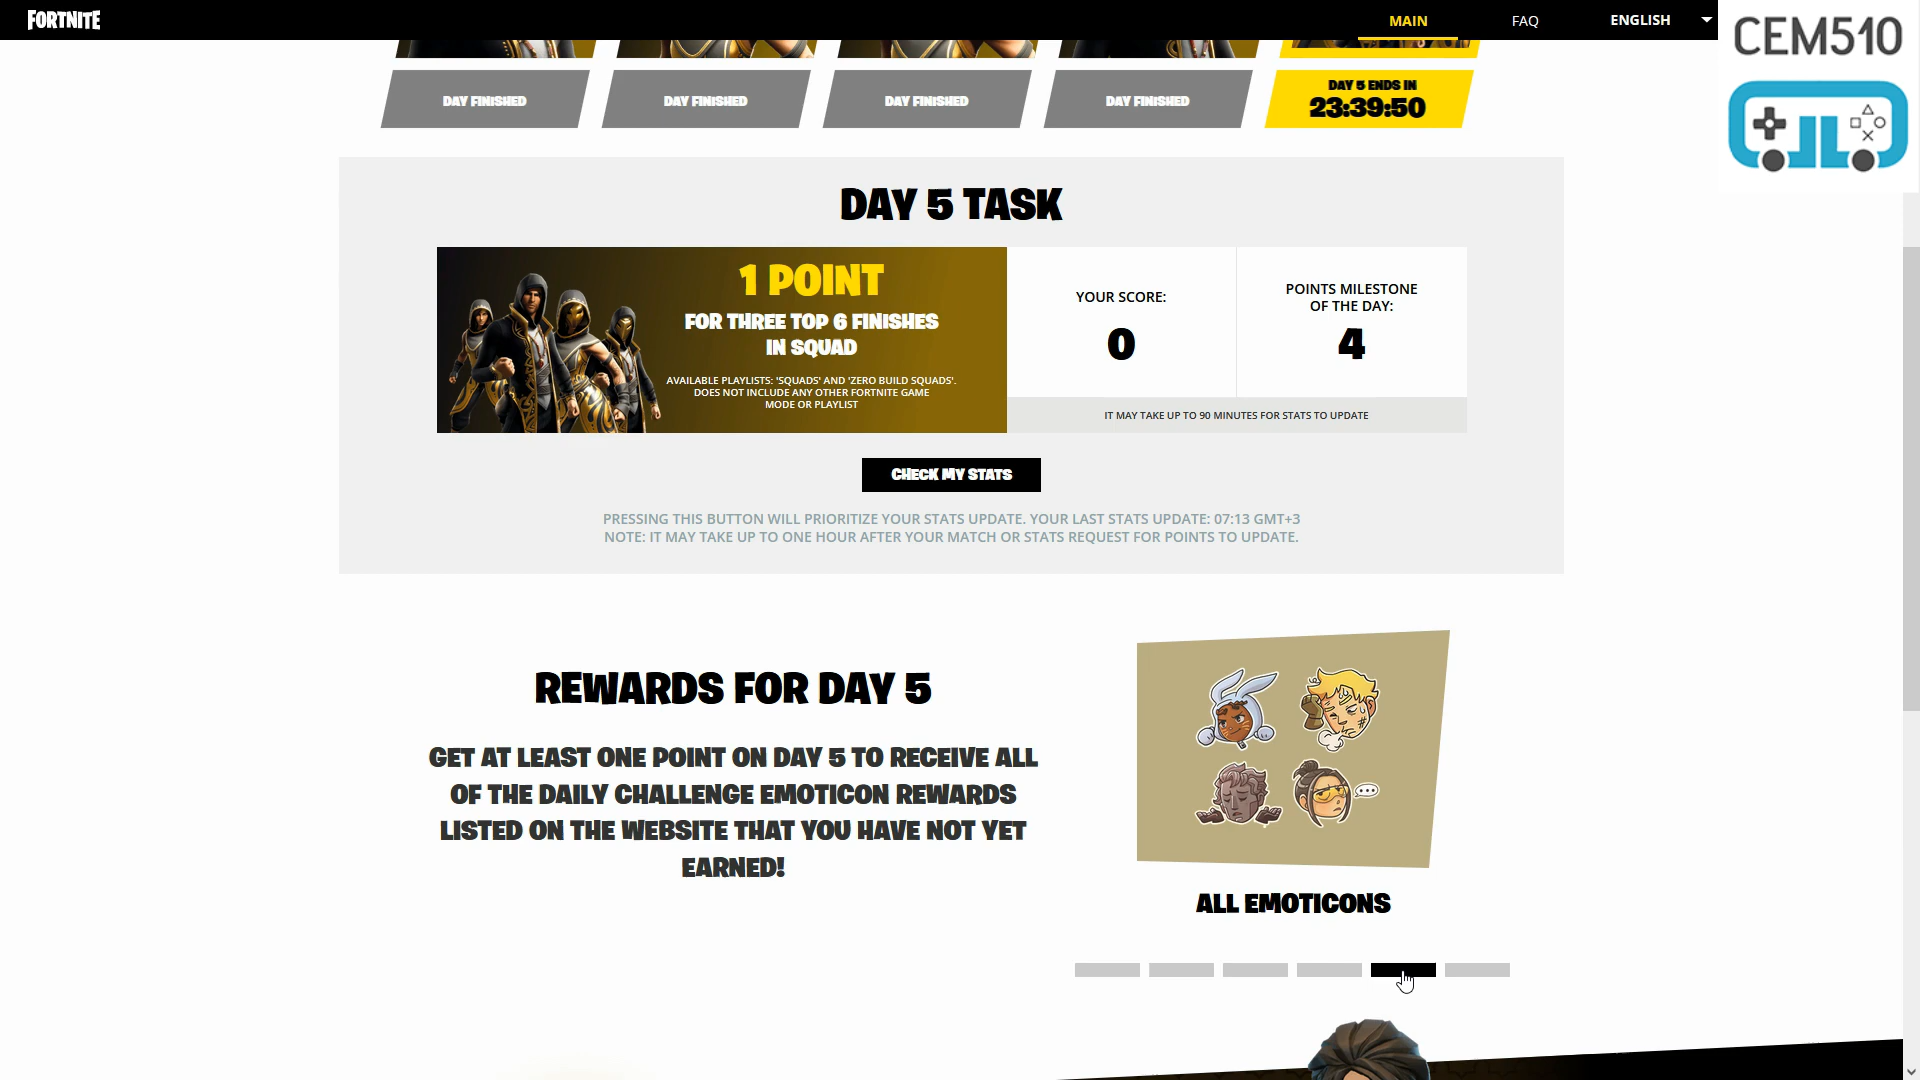 FORTNITE
MAIN
FAQ
ENGLISH
CEM510
DAY FINISHED
DAY FINISHED
DAY FINISHED
DAY FINISHED
DAY 5 ENDS IN
23:39:50
DAY 5 TASK
1 POINT
FOR THREE TOP 6 FINISHES
IN SQUAD
AVAILABLE PLAYLISTS: 'SQUADS' AND 'ZERO BUILD SQUADS'.
DOES NOT INCLUDE ANY OTHER FORTNITE GAME
MODE OR PLAYLIST
YOUR SCORE:
0
POINTS MILESTONE
OF THE DAY:
4
IT MAY TAKE UP TO 90 MINUTES FOR STATS TO UPDATE
CHECK MY STATS
PRESSING THIS BUTTON WILL PRIORITIZE YOUR STATS UPDATE. YOUR LAST STATS UPDATE: 07:13 GMT+3
NOTE: IT MAY TAKE UP TO ONE HOUR AFTER YOUR MATCH OR STATS REQUEST FOR POINTS TO UPDATE.
REWARDS FOR DAY 5
GET AT LEAST ONE POINT ON DAY 5 TO RECEIVE ALL
OF THE DAILY CHALLENGE EMOTICON REWARDS
LISTED ON THE WEBSITE THAT YOU HAVE NOT YET
EARNED!
ALL EMOTICONS